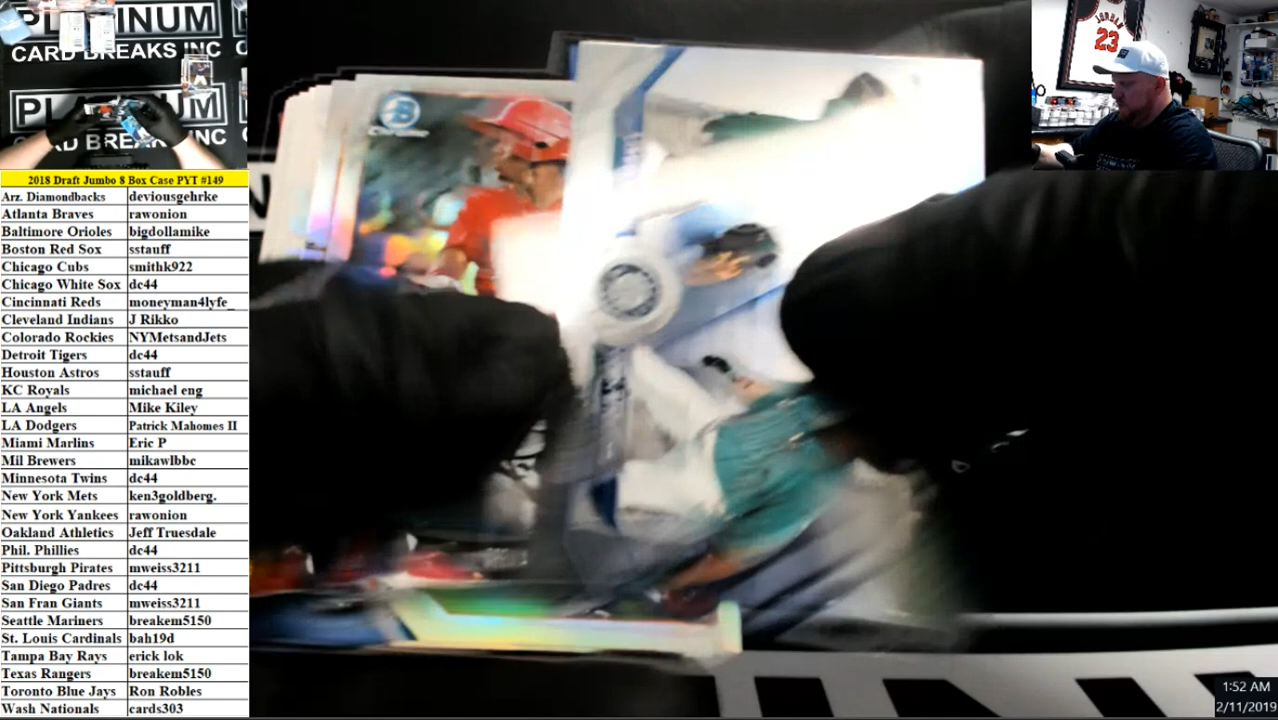 PLATINUM
CARD BREAKS INC
PLATINUM
CARD BREAKS INC
JORDAN
23
2018 Draft Jumbo 8 Box Case PYT #149
Arz. Diamondbacks deviousgehrke
Atlanta Braves rawonion
Baltimore Orioles bigdollamike
Boston Red Sox sstauff
Chicago Cubs smithk922
Chicago White Sox dc44
Cincinnati Reds moneyman4lyfe_
Cleveland Indians J Rikko
Colorado Rockies NYMetsandJets
Detroit Tigers dc44
Houston Astros sstauff
KC Royals michael eng
LA Angels Mike Kiley
LA Dodgers Patrick Mahomes II
Miami Marlins Eric P
Mil Brewers mikawlbbc
Minnesota Twins dc44
New York Mets ken3goldberg.
New York Yankees rawonion
Oakland Athletics Jeff Truesdale
Phil. Phillies dc44
Pittsburgh Pirates mweiss3211
San Diego Padres dc44
San Fran Giants mweiss3211
Seattle Mariners breakem5150
St. Louis Cardinals bah19d
Tampa Bay Rays erick lok
Texas Rangers breakem5150
Toronto Blue Jays Ron Robles
Wash Nationals cards303
1:52 AM
2/11/2019